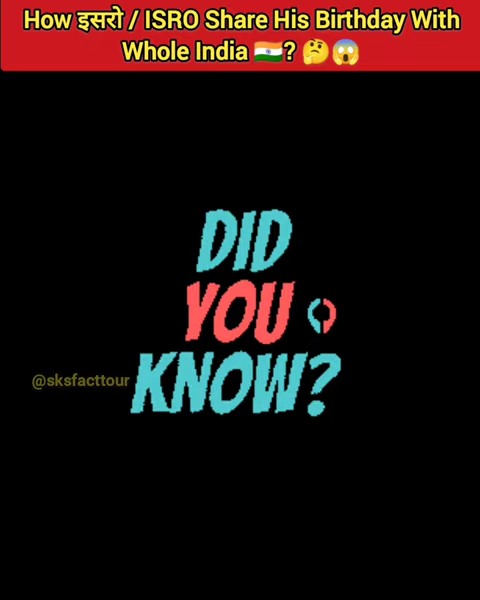 How इसरो / ISRO Share His Birthday With
Whole India 🇮🇳? 🤔😱
DID
YOU
@sksfacttour
KNOW?